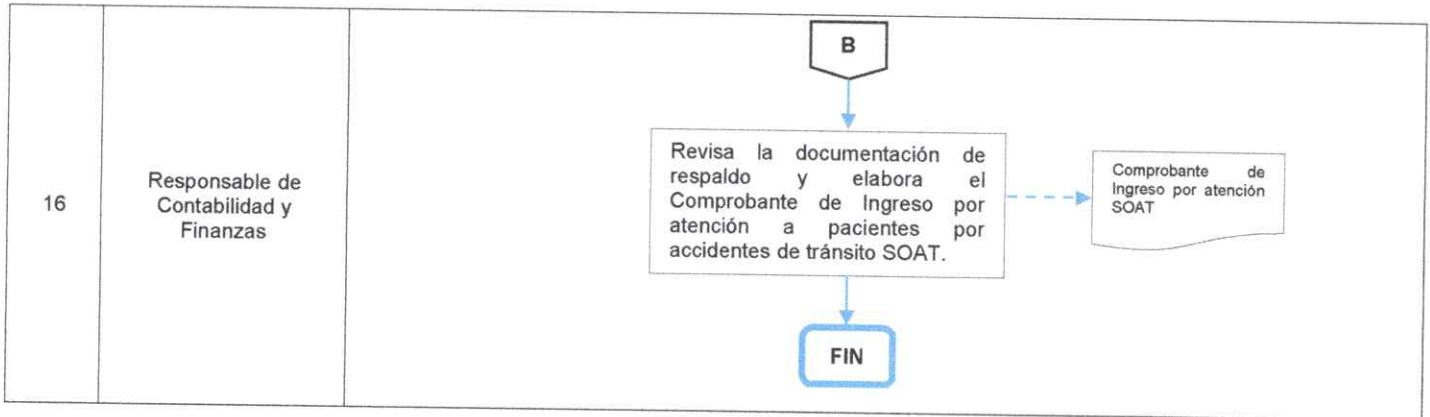 16
Responsable de
Contabilidad y
Finanzas
B
Revisa la documentación de
respaldo y elabora el
Comprobante de Ingreso por
atención a pacientes por
accidentes de tránsito SOAT.
Comprobante de
Ingreso por atención
SOAT
FIN